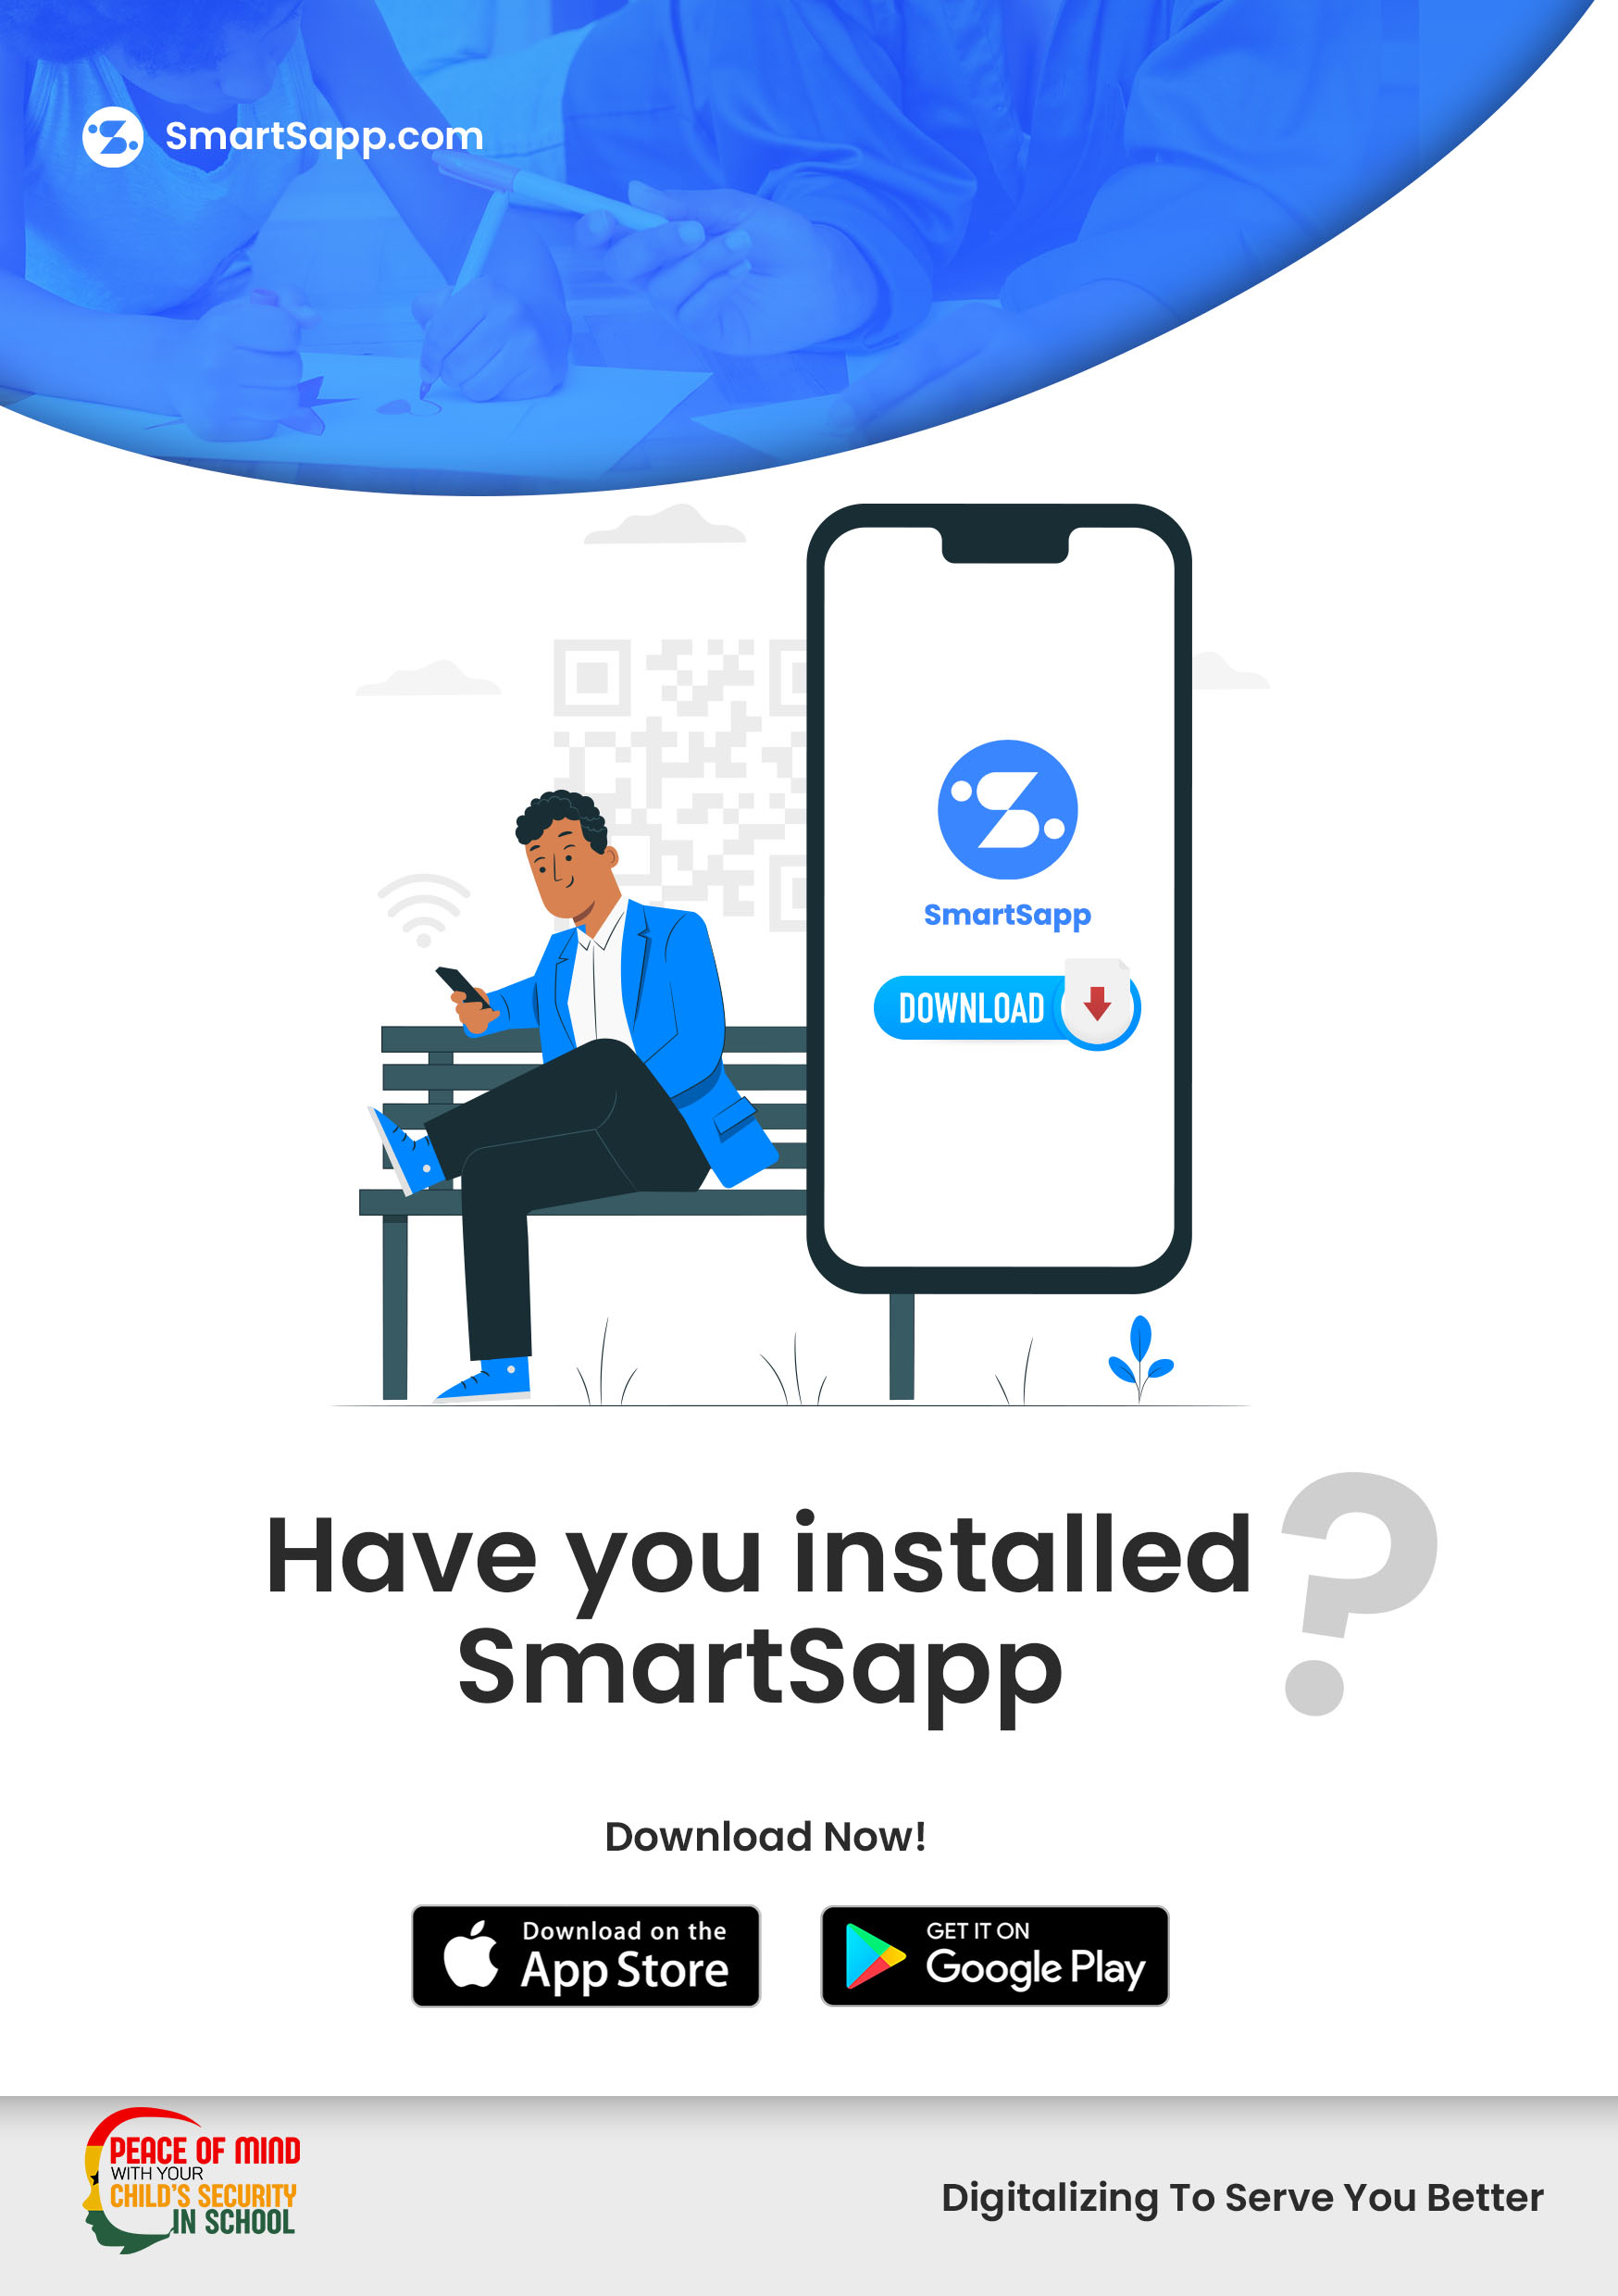 SmartSapp.com
SmartSapp
DOWNLOAD
Have you installed
SmartSapp
?
Download Now!
Download on the
App Store
GET IT ON
Google Play
PEACE OF MIND
WITH YOUR
CHILD'S SECURITY
IN SCHOOL
Digitalizing To Serve You Better